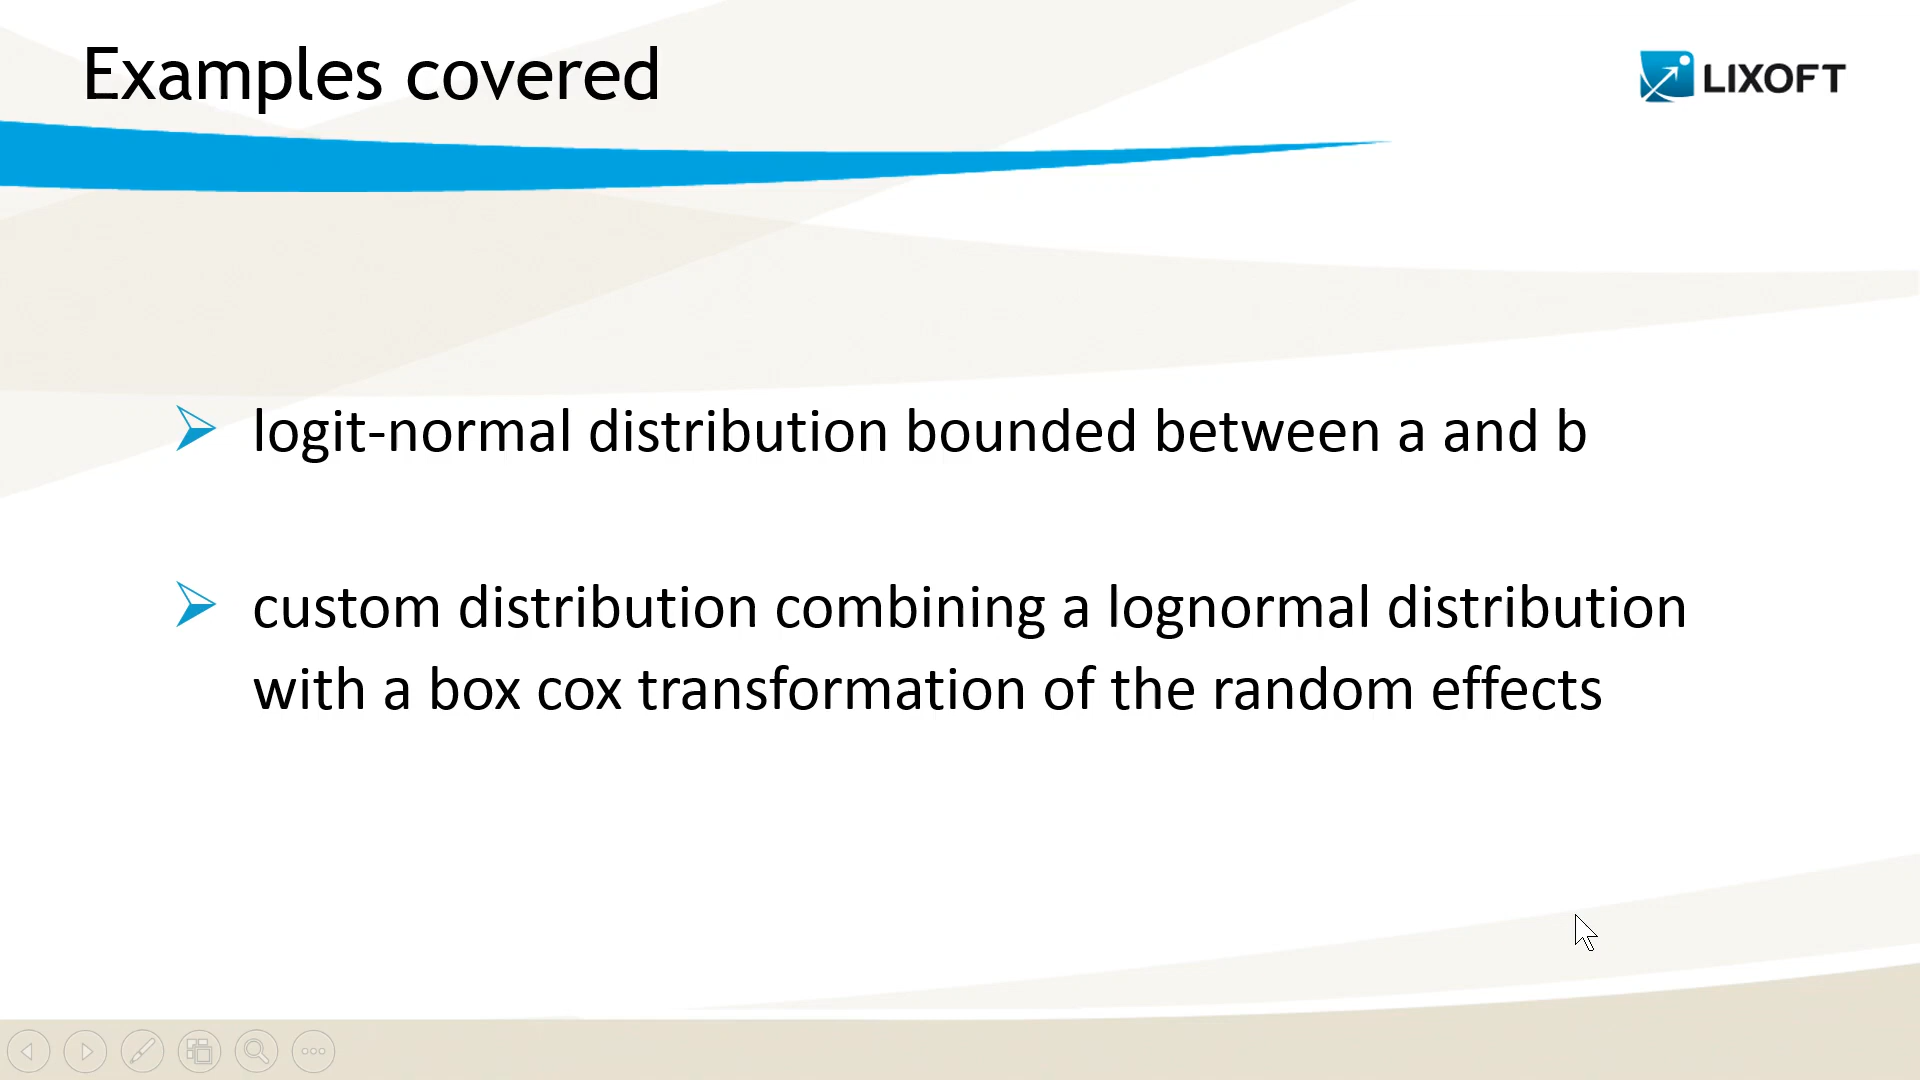 Examples covered
LIXOFT
logit-normal distribution bounded between a and b
custom distribution combining a lognormal distribution
with a box cox transformation of the random effects